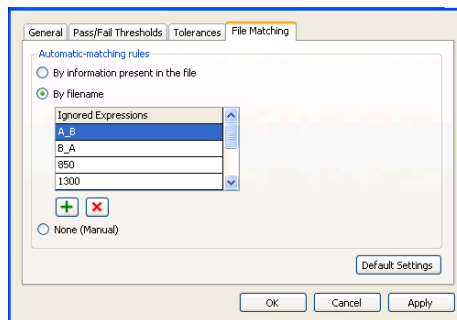 General Pass/Fail Thresholds Tolerances File Matching
Automatic-matching rules
By information present in the file
By filename
Ignored Expressions
A_B
B_A
850
1300
None (Manual)
Default Settings
OK Cancel Apply